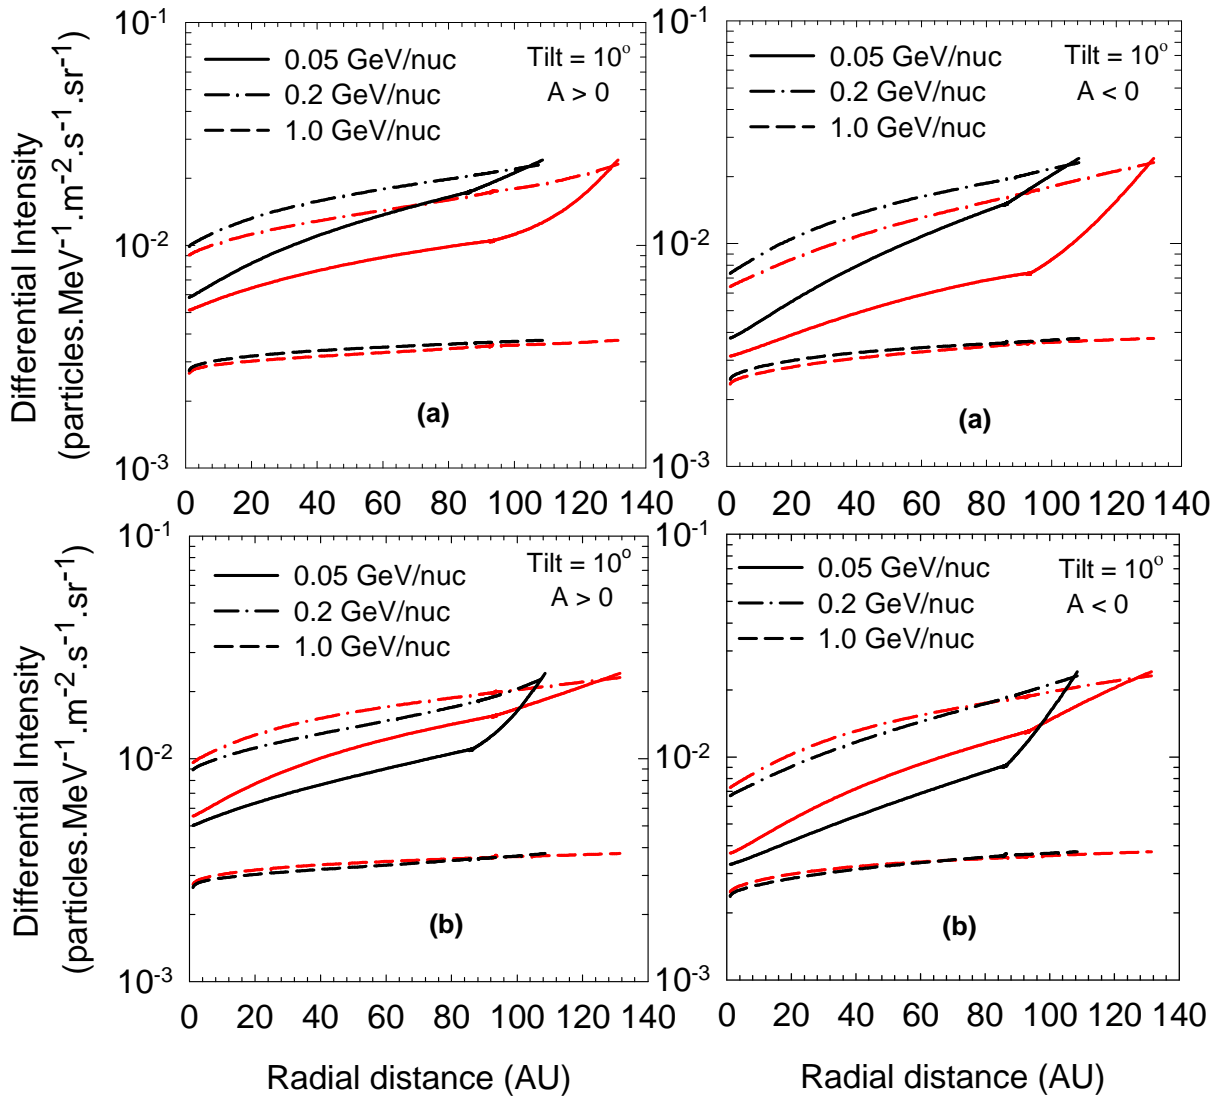 Differential Intensity
(particles.MeV⁻¹.m⁻².s⁻¹.sr⁻¹)
10⁻¹
10⁻²
10⁻³
0.05 GeV/nuc
0.2 GeV/nuc
1.0 GeV/nuc
Tilt = 10°
A > 0
(a)
0 20 40 60 80 100 120 140
10⁻¹
10⁻²
10⁻³
0.05 GeV/nuc
0.2 GeV/nuc
1.0 GeV/nuc
Tilt = 10°
A < 0
(a)
0 20 40 60 80 100 120 140
Differential Intensity
(particles.MeV⁻¹.m⁻².s⁻¹.sr⁻¹)
10⁻¹
10⁻²
10⁻³
0.05 GeV/nuc
0.2 GeV/nuc
1.0 GeV/nuc
Tilt = 10°
A > 0
(b)
0 20 40 60 80 100 120 140
Radial distance (AU)
10⁻¹
10⁻²
10⁻³
0.05 GeV/nuc
0.2 GeV/nuc
1.0 GeV/nuc
Tilt = 10°
A < 0
(b)
0 20 40 60 80 100 120 140
Radial distance (AU)